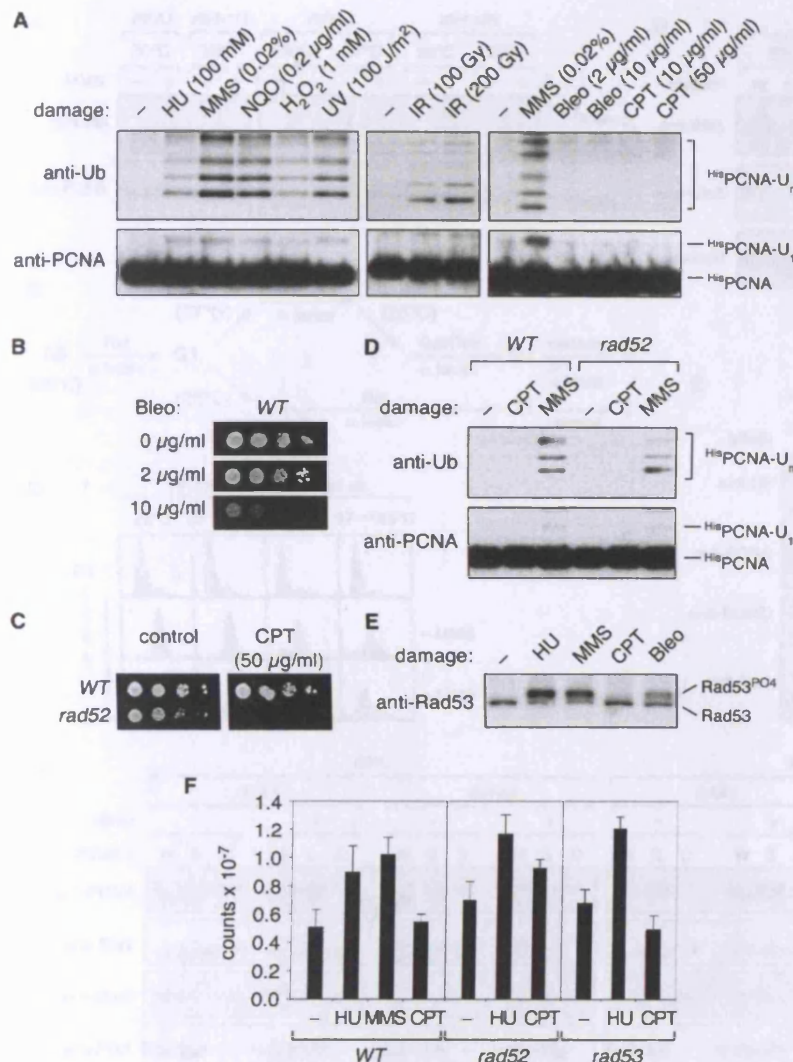 A
damage:
–
HU (100 mM)
MMS (0.02%)
NQO (0.2 µg/ml)
H2O2 (1 mM)
UV (100 J/m²)
–
IR (100 Gy)
IR (200 Gy)
–
MMS (0.02%)
Bleo (2 µg/ml)
Bleo (10 µg/ml)
CPT (10 µg/ml)
CPT (50 µg/ml)
anti-Ub
HisPCNA-Un
anti-PCNA
HisPCNA-U1
HisPCNA
B
Bleo: WT
0 µg/ml
2 µg/ml
10 µg/ml
C
control CPT (50 µg/ml)
WT
rad52
D
WT rad52
damage: – CPT MMS – CPT MMS
anti-Ub
HisPCNA-Un
anti-PCNA
HisPCNA-U1
HisPCNA
E
damage: – HU MMS CPT Bleo
anti-Rad53
Rad53PO4
Rad53
F
counts x 10-7
1.4
1.2
1.0
0.8
0.6
0.4
0.2
0.0
– HU MMS CPT – HU CPT – HU CPT
WT rad52 rad53